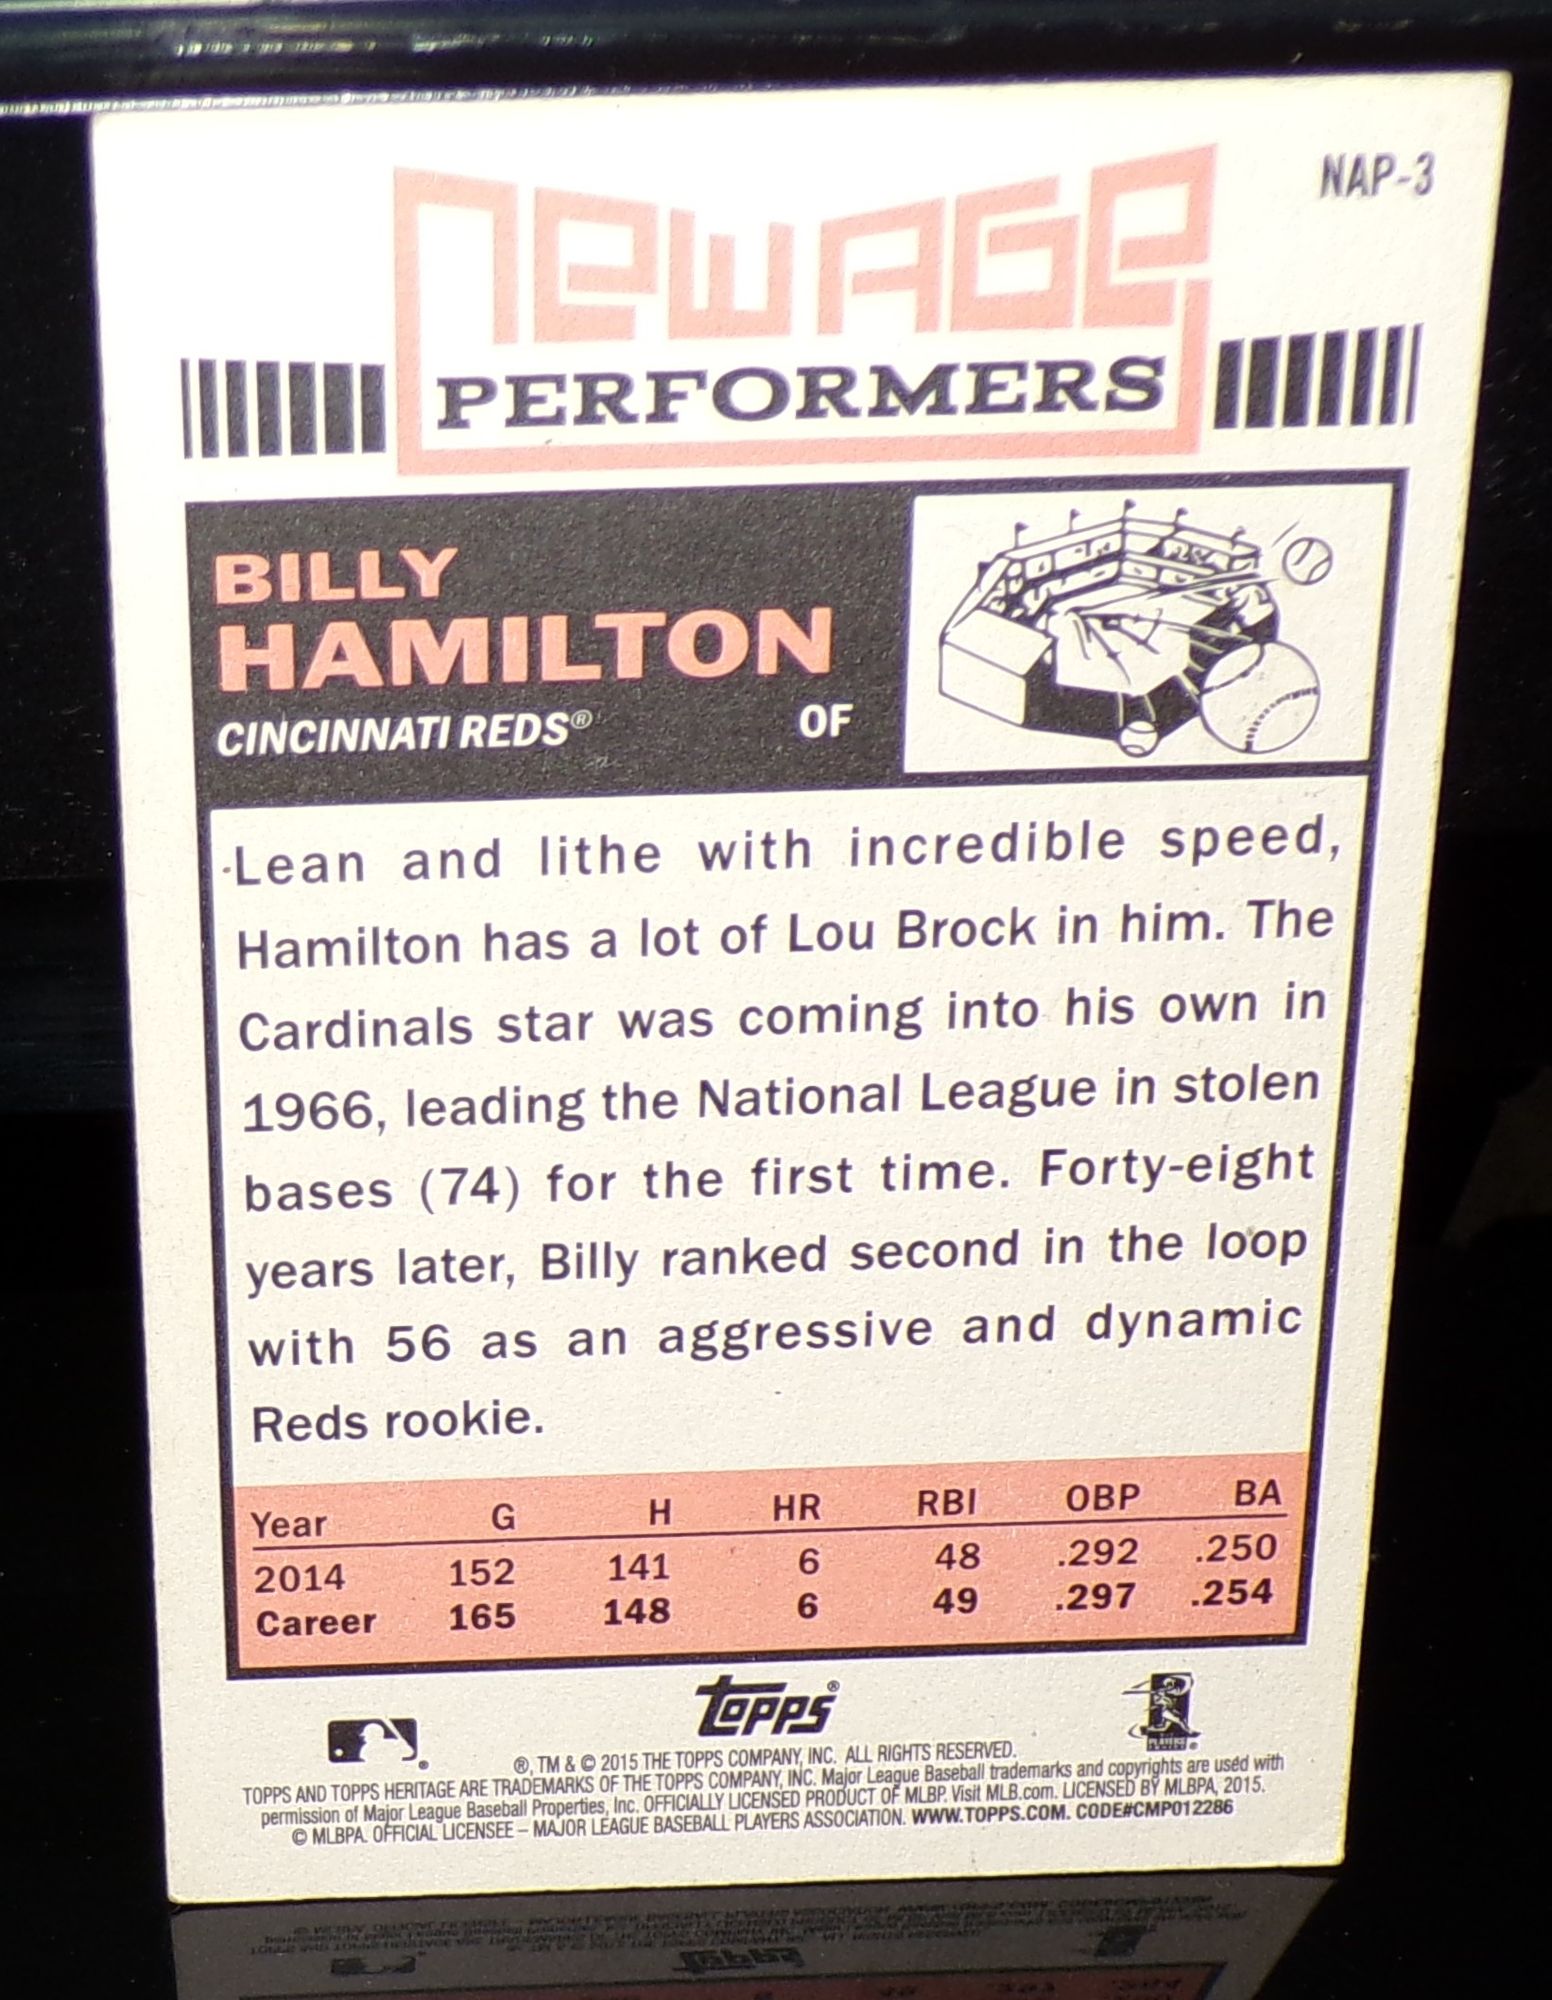 NAP-3
NEW AGE
PERFORMERS
BILLY
HAMILTON
CINCINNATI REDS®
OF
Lean and lithe with incredible speed,
Hamilton has a lot of Lou Brock in him. The
Cardinals star was coming into his own in
1966, leading the National League in stolen
bases (74) for the first time. Forty-eight
years later, Billy ranked second in the loop
with 56 as an aggressive and dynamic
Reds rookie.
Year G H HR RBI OBP BA
2014 152 141 6 48 .292 .250
Career 165 148 6 49 .297 .254
Topps®
®, TM & © 2015 THE TOPPS COMPANY, INC. ALL RIGHTS RESERVED.
TOPPS AND TOPPS HERITAGE ARE TRADEMARKS OF THE TOPPS COMPANY, INC. Major League Baseball trademarks and copyrights are used with
permission of Major League Baseball Properties, Inc. OFFICIALLY LICENSED PRODUCT OF MLBP. Visit MLB.com. LICENSED BY MLBPA, 2015.
© MLBPA. OFFICIAL LICENSEE – MAJOR LEAGUE BASEBALL PLAYERS ASSOCIATION. WWW.TOPPS.COM. CODE#CMP012286